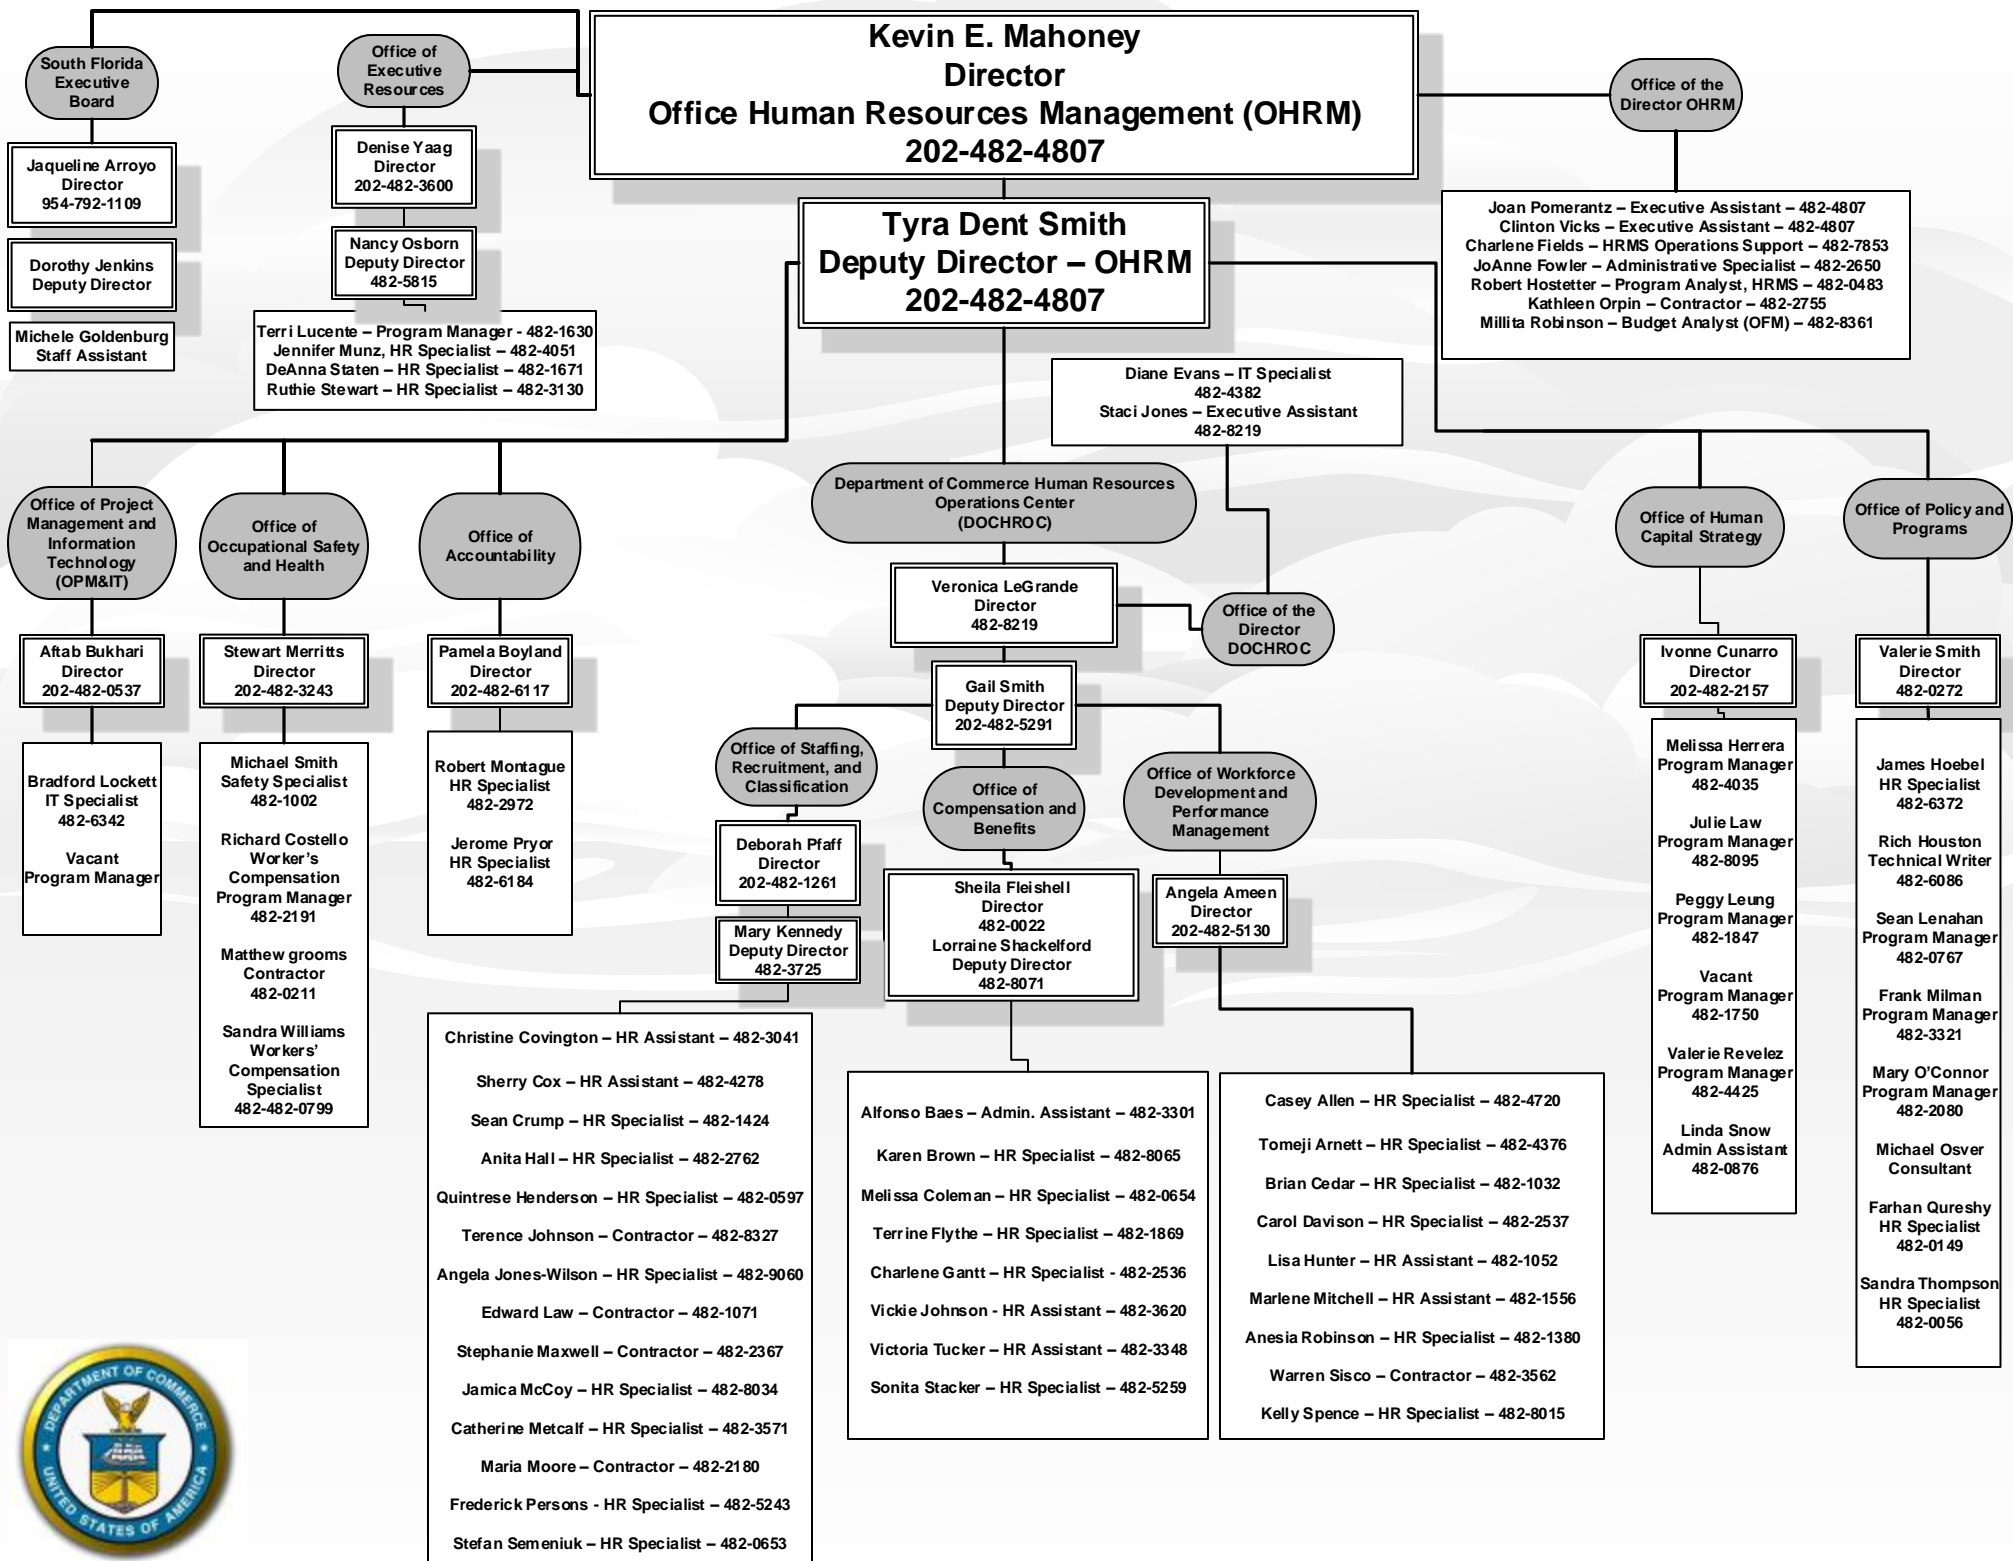 Kevin E. Mahoney
Director
Office Human Resources Management (OHRM)
202-482-4807
South Florida
Executive
Board
Jaqueline Arroyo
Director
954-792-1109
Dorothy Jenkins
Deputy Director
Michele Goldenburg
Staff Assistant
Office of
Executive
Resources
Denise Yaag
Director
202-482-3600
Nancy Osborn
Deputy Director
482-5815
Terri Lucente – Program Manager - 482-1630
Jennifer Munz, HR Specialist – 482-4051
DeAnna Staten – HR Specialist – 482-1671
Ruthie Stewart – HR Specialist – 482-3130
Office of the
Director OHRM
Joan Pomerantz – Executive Assistant – 482-4807
Clinton Vicks – Executive Assistant – 482-4807
Charlene Fields – HRMS Operations Support – 482-7853
JoAnne Fowler – Administrative Specialist – 482-2650
Robert Hostetter – Program Analyst, HRMS – 482-0483
Kathleen Orpin – Contractor – 482-2755
Millita Robinson – Budget Analyst (OFM) – 482-8361
Tyra Dent Smith
Deputy Director – OHRM
202-482-4807
Diane Evans – IT Specialist
482-4382
Staci Jones – Executive Assistant
482-8219
Office of Project
Management and
Information
Technology
(OPM&IT)
Aftab Bukhari
Director
202-482-0537
Bradford Lockett
IT Specialist
482-6342
Vacant
Program Manager
Office of
Occupational Safety
and Health
Stewart Merritts
Director
202-482-3243
Michael Smith
Safety Specialist
482-1002
Richard Costello
Worker’s
Compensation
Program Manager
482-2191
Matthew grooms
Contractor
482-0211
Sandra Williams
Workers’
Compensation
Specialist
482-482-0799
Office of
Accountability
Pamela Boyland
Director
202-482-6117
Robert Montague
HR Specialist
482-2972
Jerome Pryor
HR Specialist
482-6184
Department of Commerce Human Resources
Operations Center
(DOCHROC)
Veronica LeGrande
Director
482-8219
Office of the
Director
DOCHROC
Gail Smith
Deputy Director
202-482-5291
Office of Staffing,
Recruitment, and
Classification
Deborah Pfaff
Director
202-482-1261
Mary Kennedy
Deputy Director
482-3725
Christine Covington – HR Assistant – 482-3041
Sherry Cox – HR Assistant – 482-4278
Sean Crump – HR Specialist – 482-1424
Anita Hall – HR Specialist – 482-2762
Quintrese Henderson – HR Specialist – 482-0597
Terence Johnson – Contractor – 482-8327
Angela Jones-Wilson – HR Specialist – 482-9060
Edward Law – Contractor – 482-1071
Stephanie Maxwell – Contractor – 482-2367
Jamica McCoy – HR Specialist – 482-8034
Catherine Metcalf – HR Specialist – 482-3571
Maria Moore – Contractor – 482-2180
Frederick Persons - HR Specialist – 482-5243
Stefan Semeniuk – HR Specialist – 482-0653
Office of
Compensation and
Benefits
Sheila Fleishell
Director
482-0022
Lorraine Shackelford
Deputy Director
482-8071
Alfonso Baes – Admin. Assistant – 482-3301
Karen Brown – HR Specialist – 482-8065
Melissa Coleman – HR Specialist – 482-0654
Terrine Flythe – HR Specialist – 482-1869
Charlene Gantt – HR Specialist - 482-2536
Vickie Johnson - HR Assistant – 482-3620
Victoria Tucker – HR Assistant – 482-3348
Sonita Stacker – HR Specialist – 482-5259
Office of Workforce
Development and
Performance
Management
Angela Ameen
Director
202-482-5130
Casey Allen – HR Specialist – 482-4720
Tomeji Arnett – HR Specialist – 482-4376
Brian Cedar – HR Specialist – 482-1032
Carol Davison – HR Specialist – 482-2537
Lisa Hunter – HR Assistant – 482-1052
Marlene Mitchell – HR Assistant – 482-1556
Anesia Robinson – HR Specialist – 482-1380
Warren Sisco – Contractor – 482-3562
Kelly Spence – HR Specialist – 482-8015
Office of Human
Capital Strategy
Ivonne Cunarro
Director
202-482-2157
Melissa Herrera
Program Manager
482-4035
Julie Law
Program Manager
482-8095
Peggy Leung
Program Manager
482-1847
Vacant
Program Manager
482-1750
Valerie Revelez
Program Manager
482-4425
Linda Snow
Admin Assistant
482-0876
Office of Policy and
Programs
Valerie Smith
Director
482-0272
James Hoebel
HR Specialist
482-6372
Rich Houston
Technical Writer
482-6086
Sean Lenahan
Program Manager
482-0767
Frank Milman
Program Manager
482-3321
Mary O’Connor
Program Manager
482-2080
Michael Osver
Consultant
Farhan Qureshy
HR Specialist
482-0149
Sandra Thompson
HR Specialist
482-0056
DEPARTMENT OF COMMERCE
UNITED STATES OF AMERICA